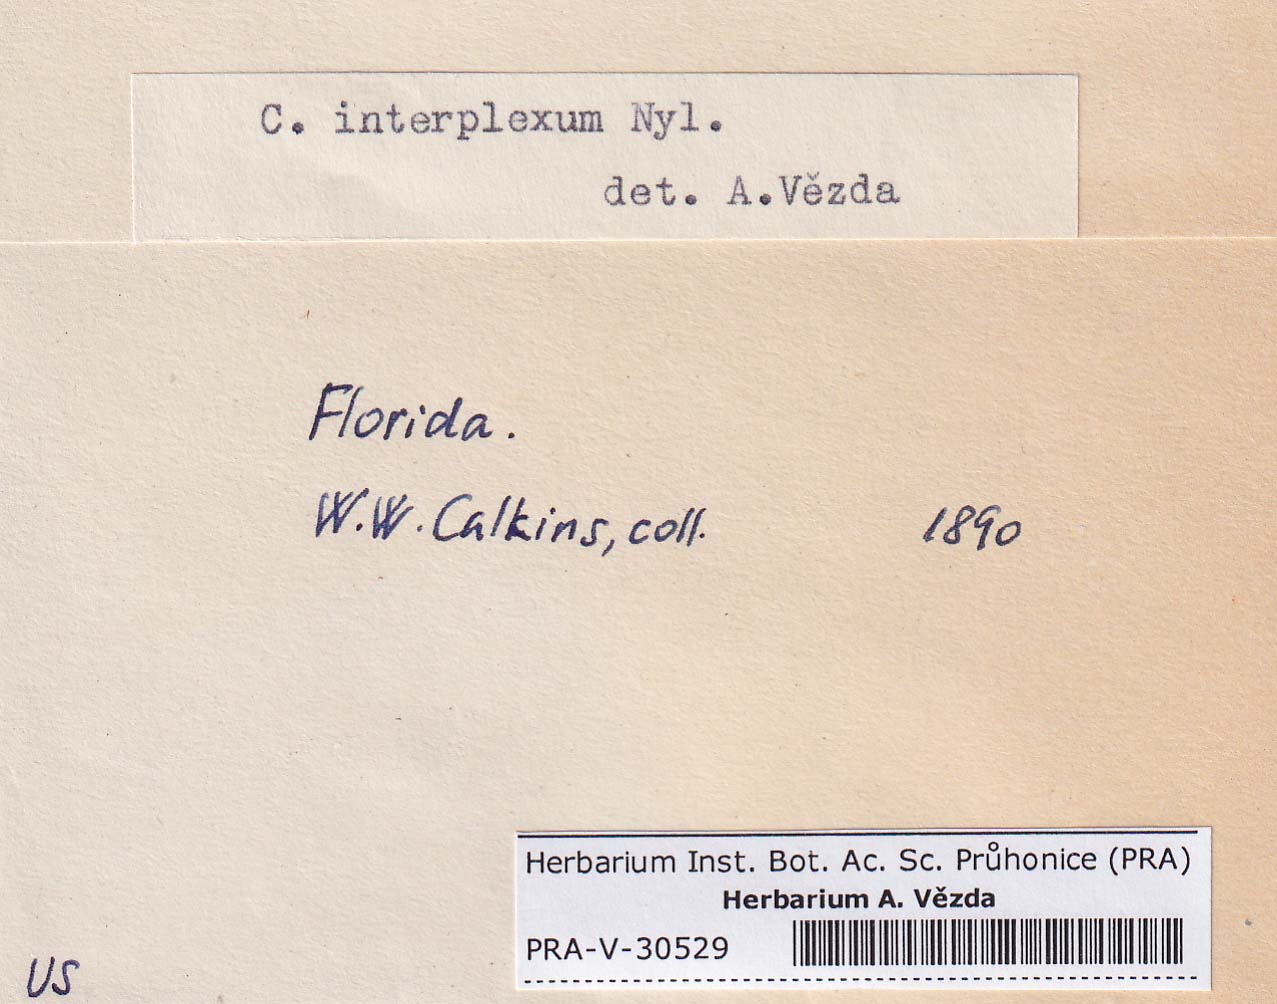 C. interplexum Nyl.
det. A.Vězda
Florida.
W.W. Calkins, coll. 1890
Herbarium Inst. Bot. Ac. Sc. Průhonice (PRA)
Herbarium A. Vězda
PRA-V-30529
US